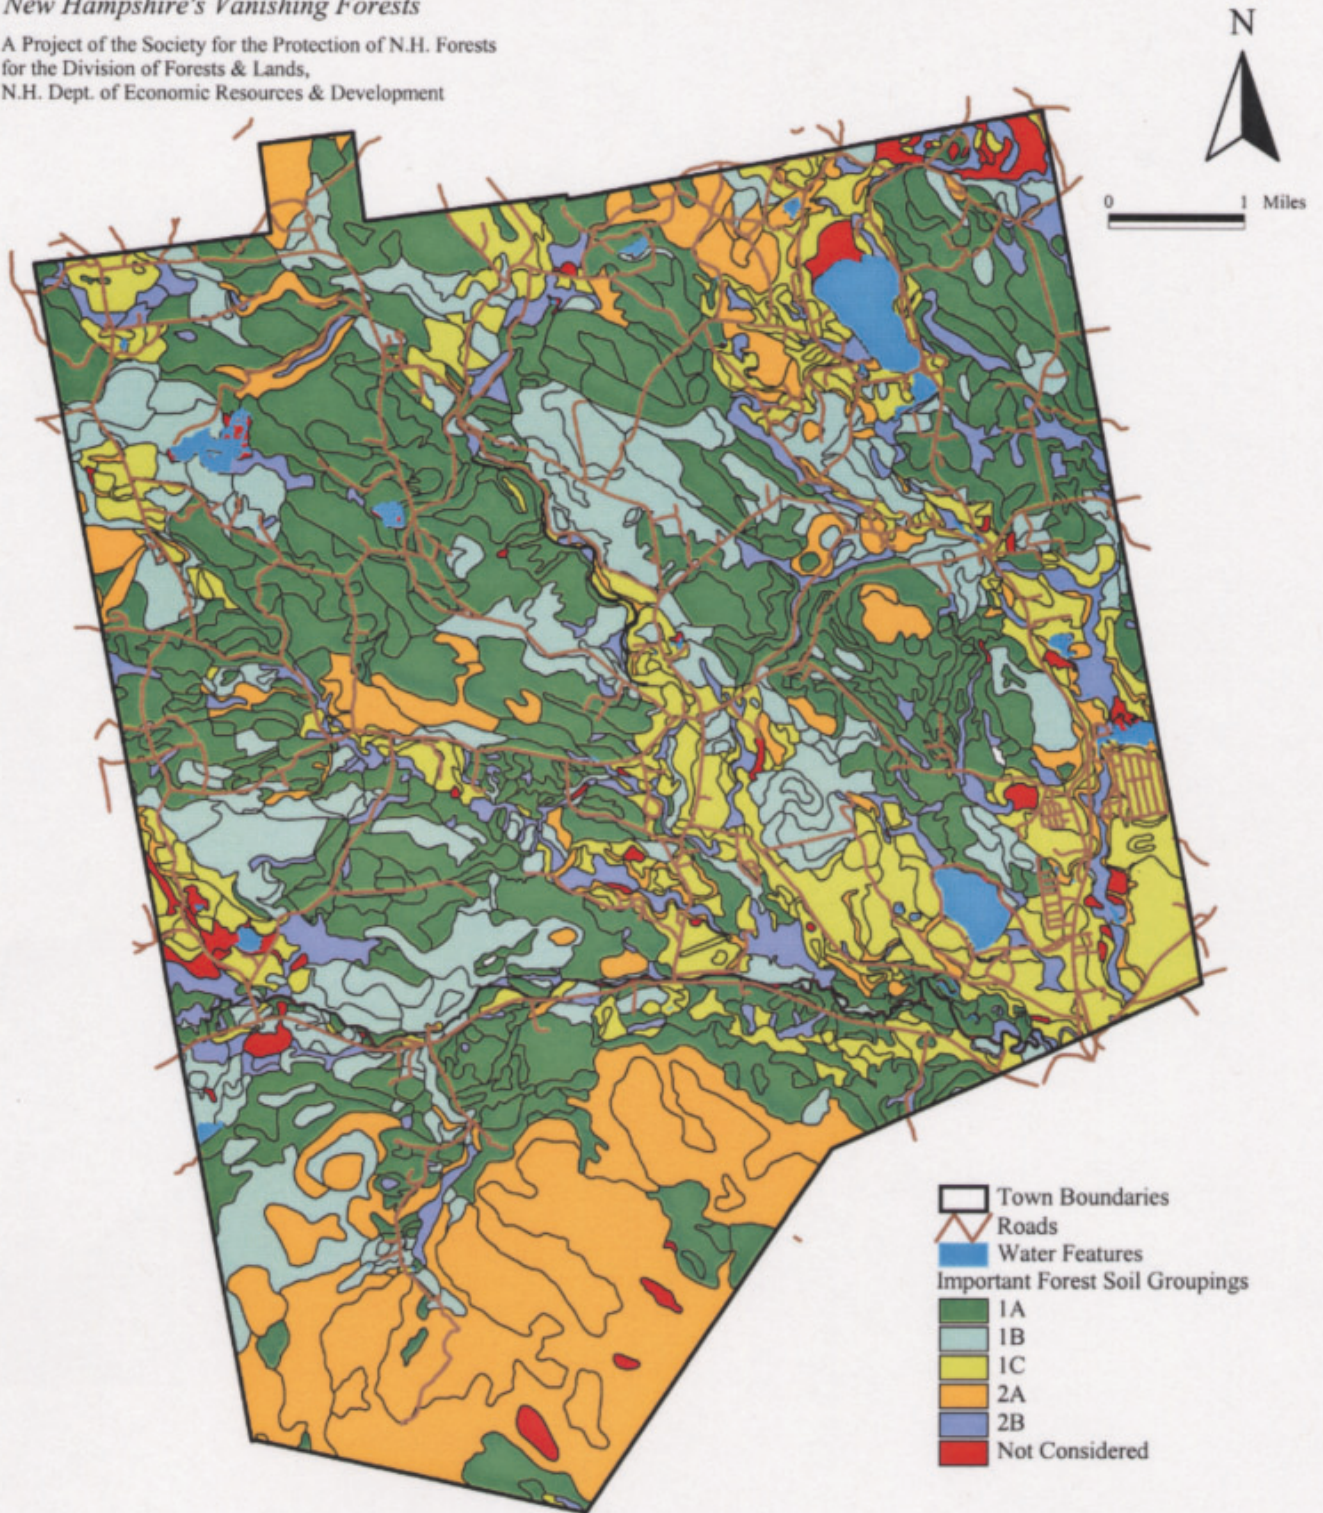 New Hampshire's Vanishing Forests
A Project of the Society for the Protection of N.H. Forests
for the Division of Forests & Lands,
N.H. Dept. of Economic Resources & Development
N
0 1 Miles
Town Boundaries
Roads
Water Features
Important Forest Soil Groupings
1A
1B
1C
2A
2B
Not Considered